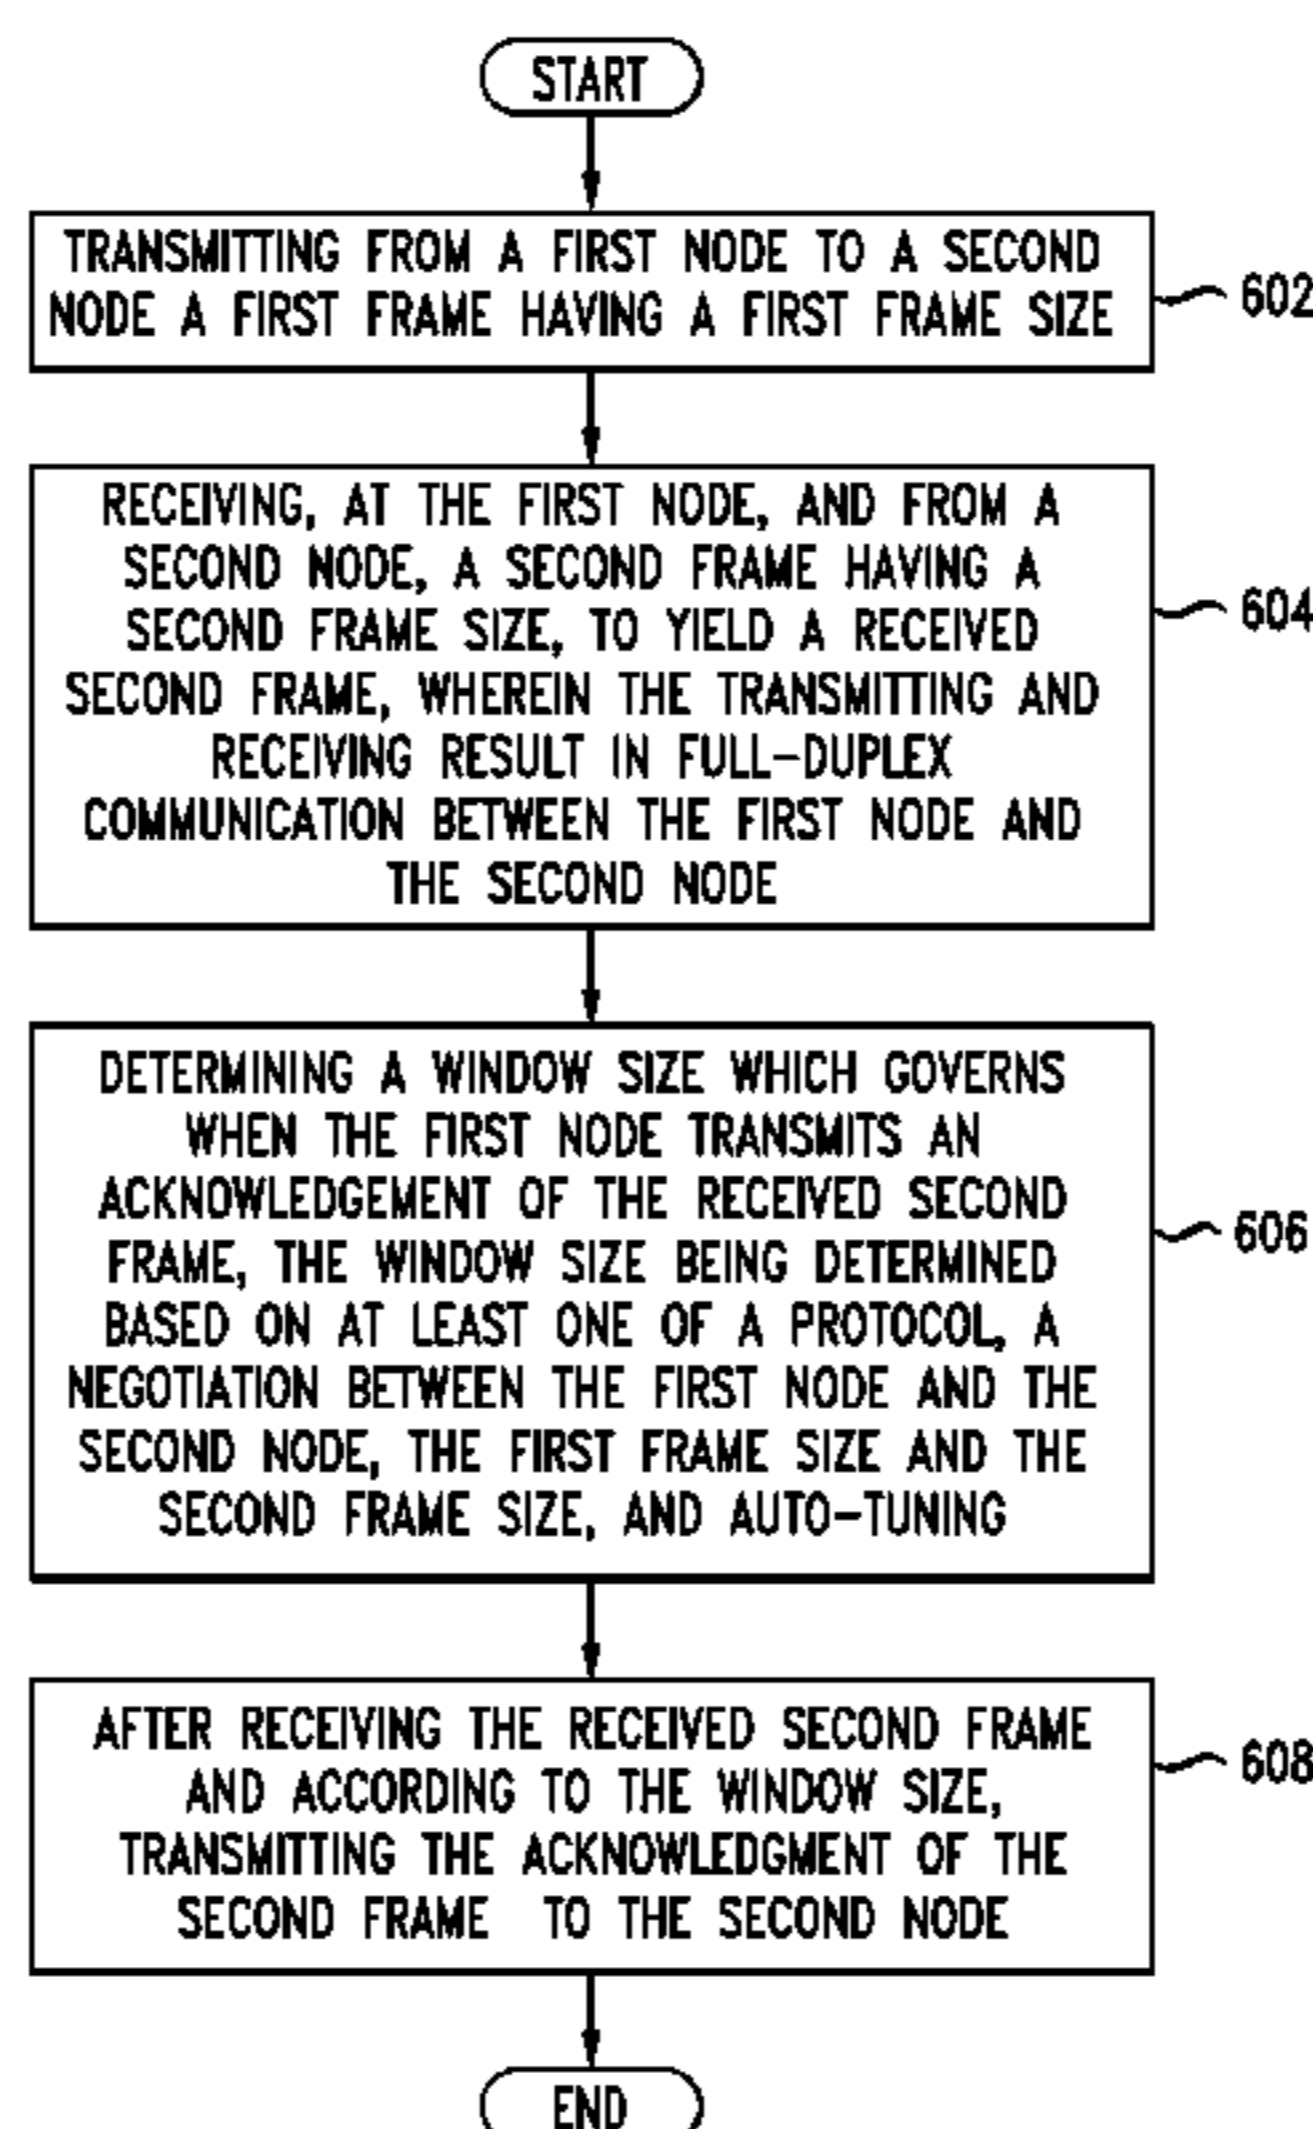 START
TRANSMITTING FROM A FIRST NODE TO A SECOND
NODE A FIRST FRAME HAVING A FIRST FRAME SIZE
602
RECEIVING, AT THE FIRST NODE, AND FROM A
SECOND NODE, A SECOND FRAME HAVING A
SECOND FRAME SIZE, TO YIELD A RECEIVED
SECOND FRAME, WHEREIN THE TRANSMITTING AND
RECEIVING RESULT IN FULL-DUPLEX
COMMUNICATION BETWEEN THE FIRST NODE AND
THE SECOND NODE
604
DETERMINING A WINDOW SIZE WHICH GOVERNS
WHEN THE FIRST NODE TRANSMITS AN
ACKNOWLEDGEMENT OF THE RECEIVED SECOND
FRAME, THE WINDOW SIZE BEING DETERMINED
BASED ON AT LEAST ONE OF A PROTOCOL, A
NEGOTIATION BETWEEN THE FIRST NODE AND THE
SECOND NODE, THE FIRST FRAME SIZE AND THE
SECOND FRAME SIZE, AND AUTO-TUNING
606
AFTER RECEIVING THE RECEIVED SECOND FRAME
AND ACCORDING TO THE WINDOW SIZE,
TRANSMITTING THE ACKNOWLEDGMENT OF THE
SECOND FRAME TO THE SECOND NODE
608
END